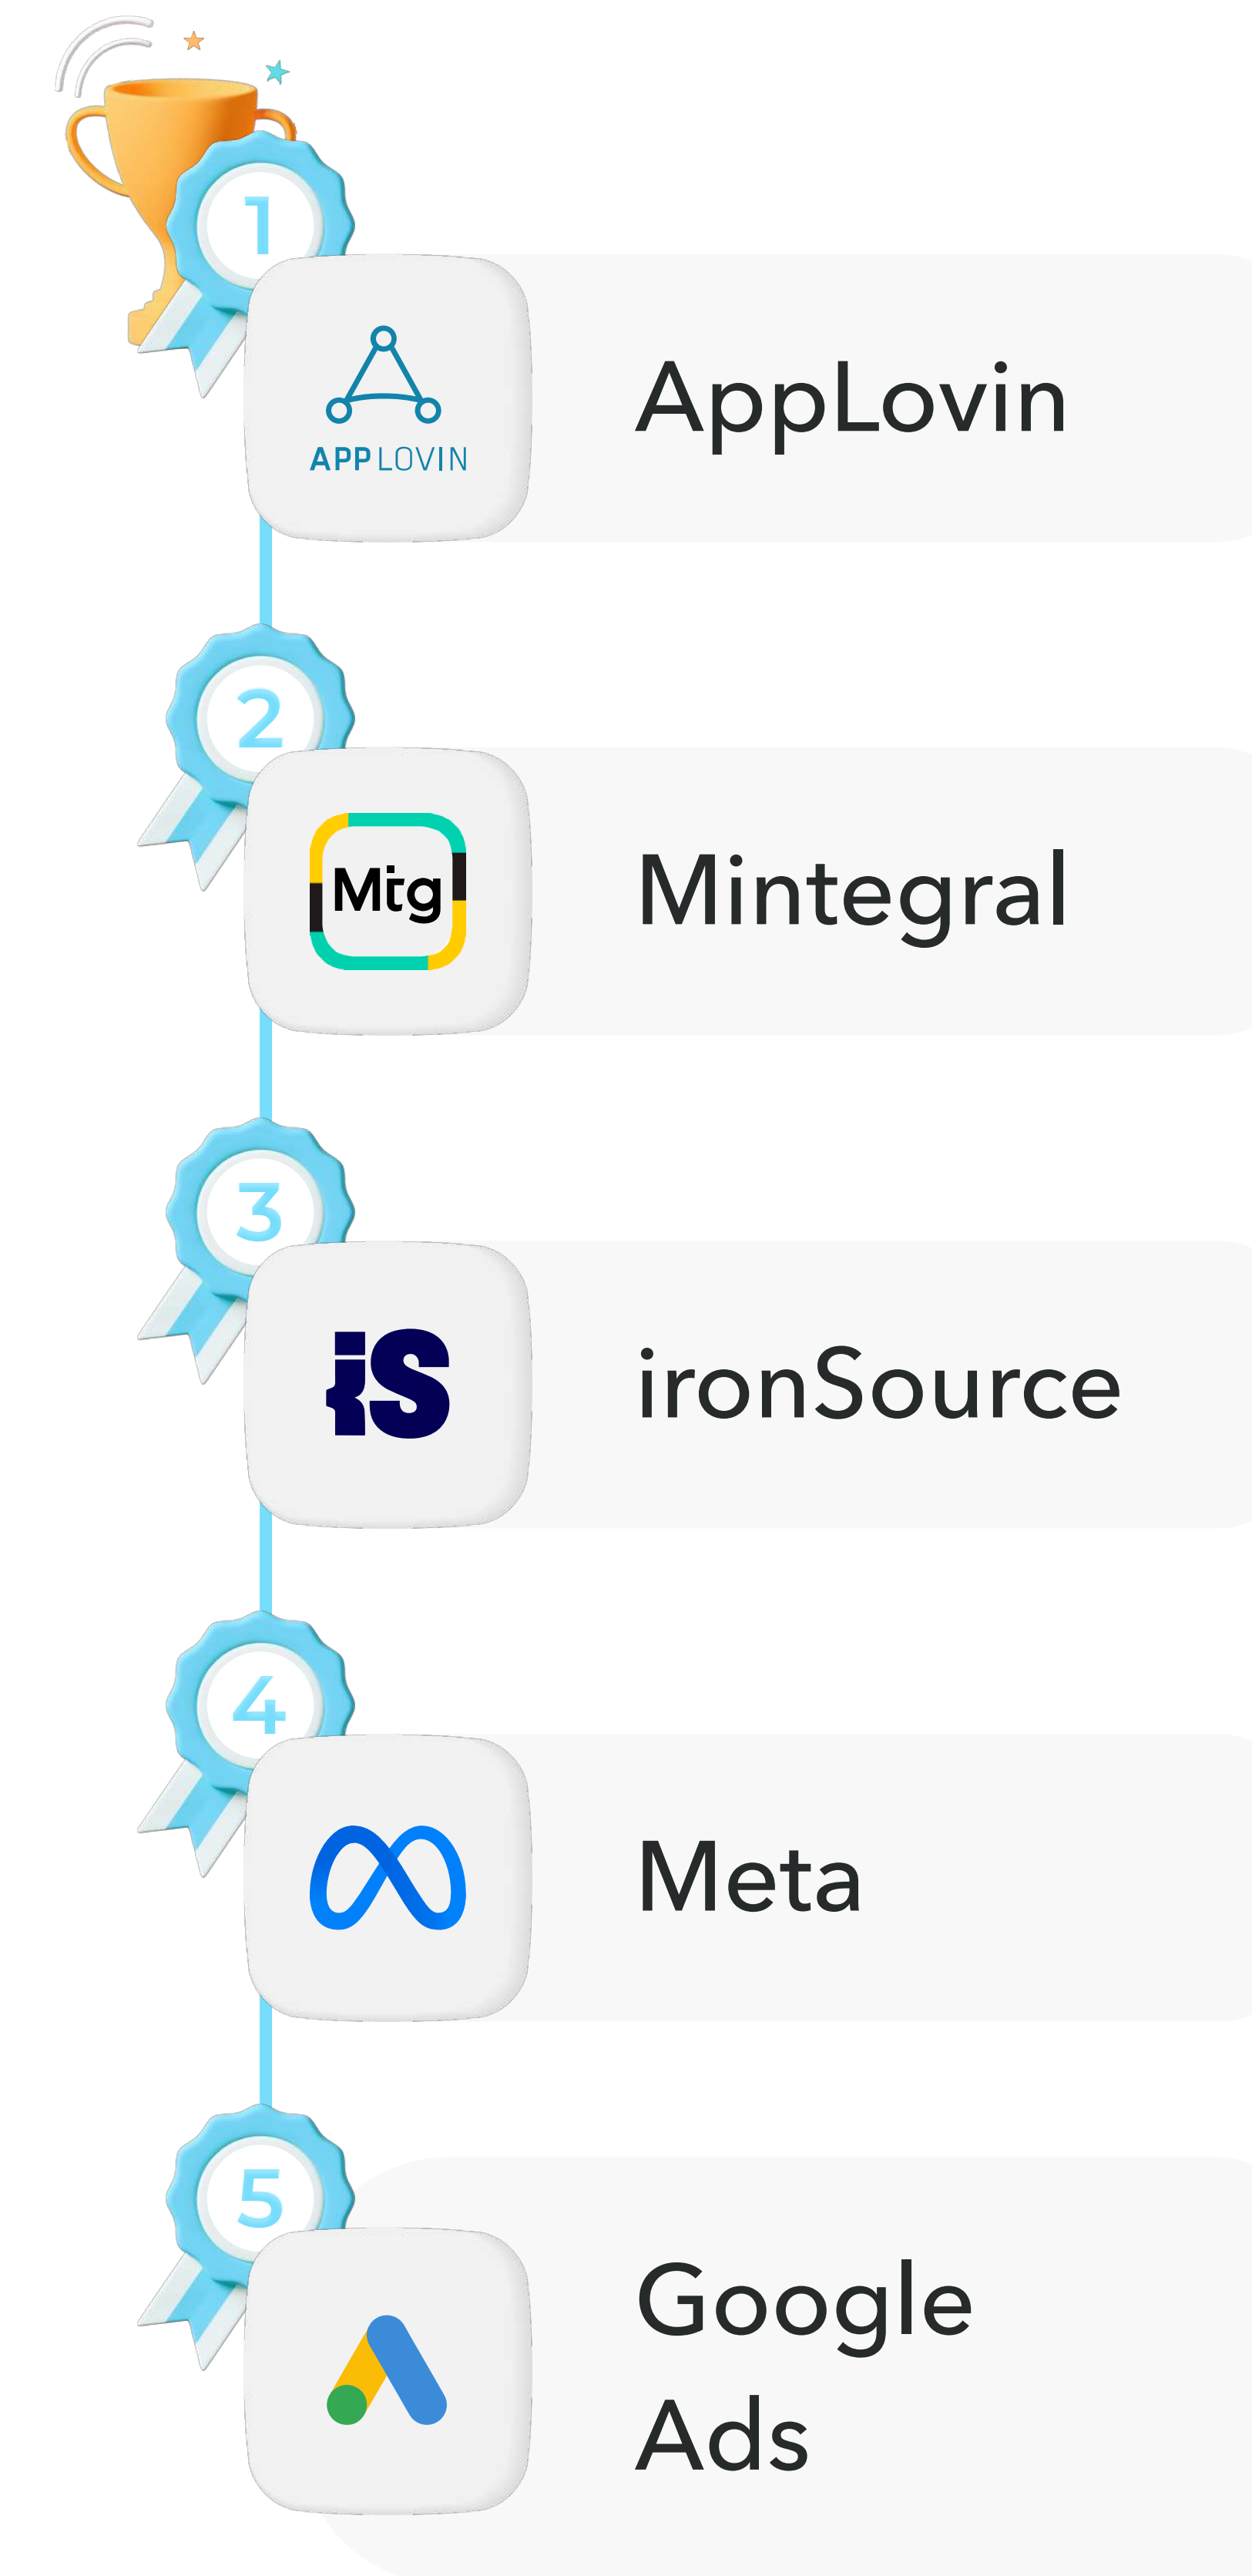 1
APPLOVIN
AppLovin
2
Mtg
Mintegral
3
iS
ironSource
4
Meta
5
Google
Ads